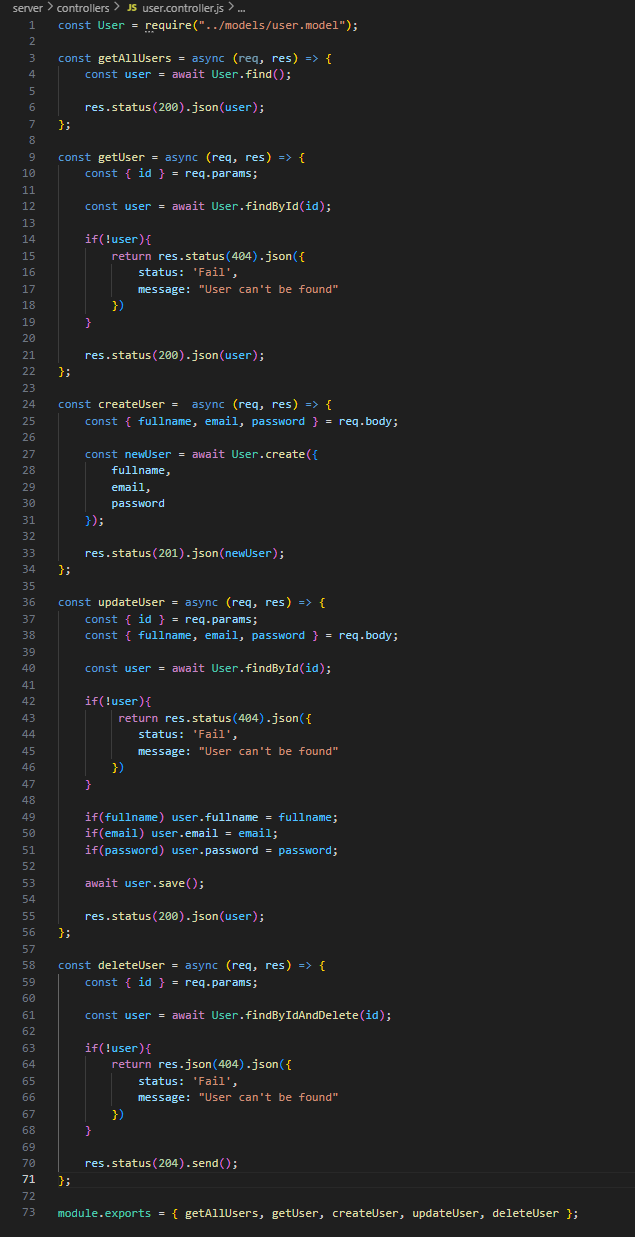 server > controllers > JS user.controller.js > ...
1 const User = require("../models/user.model");
2
3 const getAllUsers = async (req, res) => {
4     const user = await User.find();
5
6     res.status(200).json(user);
7 };
8
9 const getUser = async (req, res) => {
10     const { id } = req.params;
11
12     const user = await User.findById(id);
13
14     if(!user){
15         return res.status(404).json({
16             status: 'Fail',
17             message: "User can't be found"
18         })
19     }
20
21     res.status(200).json(user);
22 };
23
24 const createUser =  async (req, res) => {
25     const { fullname, email, password } = req.body;
26
27     const newUser = await User.create({
28         fullname,
29         email,
30         password
31     });
32
33     res.status(201).json(newUser);
34 };
35
36 const updateUser = async (req, res) => {
37     const { id } = req.params;
38     const { fullname, email, password } = req.body;
39
40     const user = await User.findById(id);
41
42     if(!user){
43          return res.status(404).json({
44             status: 'Fail',
45             message: "User can't be found"
46         })
47     }
48
49     if(fullname) user.fullname = fullname;
50     if(email) user.email = email;
51     if(password) user.password = password;
52
53     await user.save();
54
55     res.status(200).json(user);
56 };
57
58 const deleteUser = async (req, res) => {
59     const { id } = req.params;
60
61     const user = await User.findByIdAndDelete(id);
62
63     if(!user){
64         return res.json(404).json({
65             status: 'Fail',
66             message: "User can't be found"
67         })
68     }
69
70     res.status(204).send();
71 };
72
73 module.exports = { getAllUsers, getUser, createUser, updateUser, deleteUser };